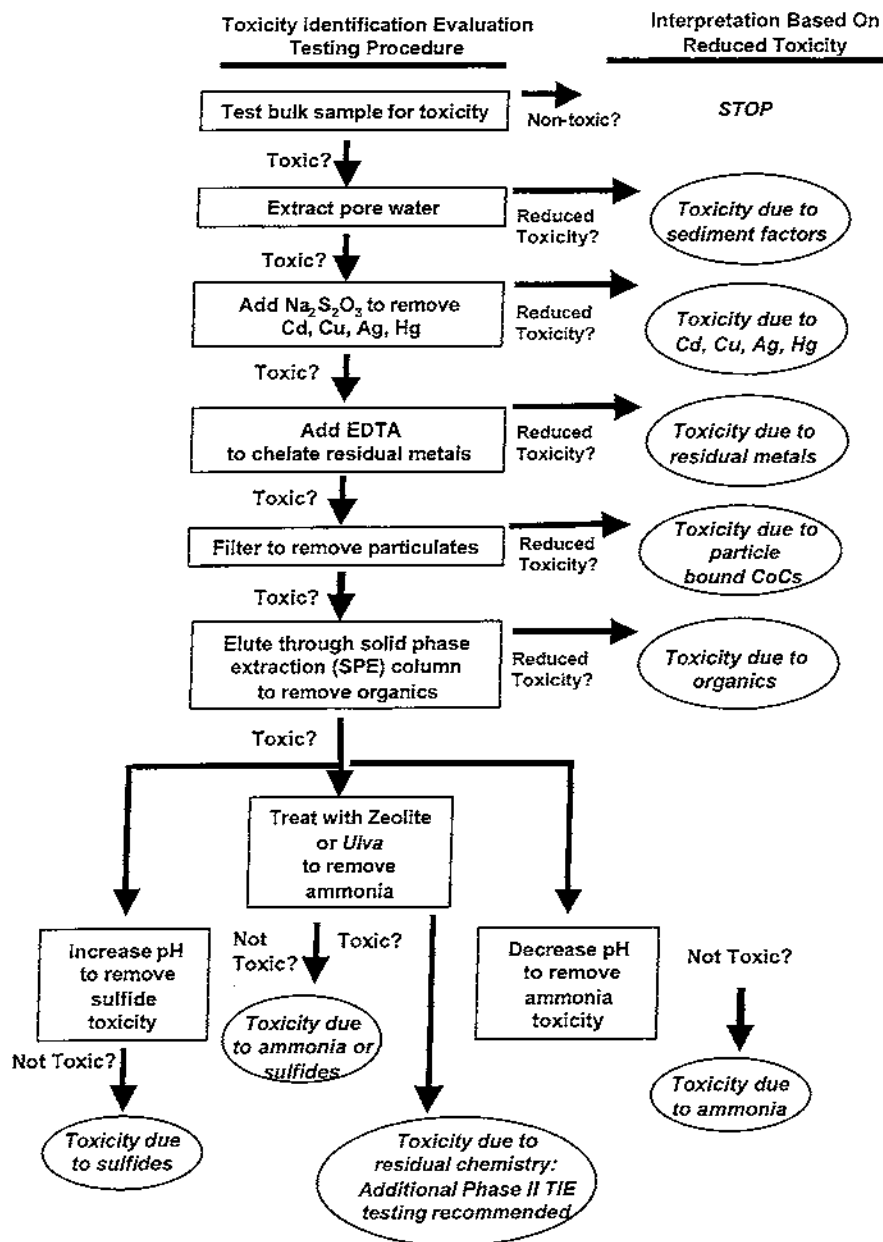 Toxicity Identification Evaluation
Testing Procedure
Interpretation Based On
Reduced Toxicity
Test bulk sample for toxicity
Non-toxic?
STOP
Toxic?
Extract pore water
Reduced
Toxicity?
Toxicity due to
sediment factors
Toxic?
Add Na₂S₂O₃ to remove
Cd, Cu, Ag, Hg
Reduced
Toxicity?
Toxicity due to
Cd, Cu, Ag, Hg
Toxic?
Add EDTA
to chelate residual metals
Reduced
Toxicity?
Toxicity due to
residual metals
Toxic?
Filter to remove particulates
Reduced
Toxicity?
Toxicity due to
particle
bound CoCs
Toxic?
Elute through solid phase
extraction (SPE) column
to remove organics
Reduced
Toxicity?
Toxicity due to
organics
Toxic?
Treat with Zeolite
or Ulva
to remove
ammonia
Increase pH
to remove
sulfide
toxicity
Not
Toxic?
Toxic?
Decrease pH
to remove
ammonia
toxicity
Not Toxic?
Not Toxic?
Toxicity due
to ammonia or
sulfides
Toxicity due
to ammonia
Toxicity due
to sulfides
Toxicity due to
residual chemistry:
Additional Phase II TIE
testing recommended